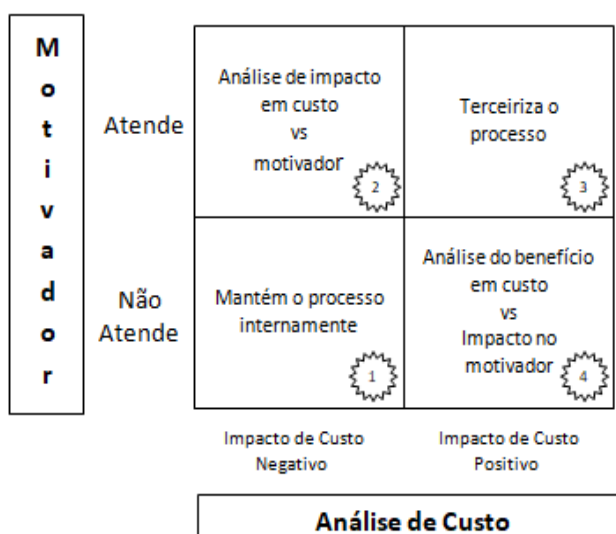 Motivador
Atende
Análise de impacto
em custo
vs
motivador
2
Terceiriza o
processo
3
Não
Atende
Mantém o processo
internamente
1
Análise do benefício
em custo
vs
Impacto no
motivador
4
Impacto de Custo
Negativo
Impacto de Custo
Positivo
Análise de Custo